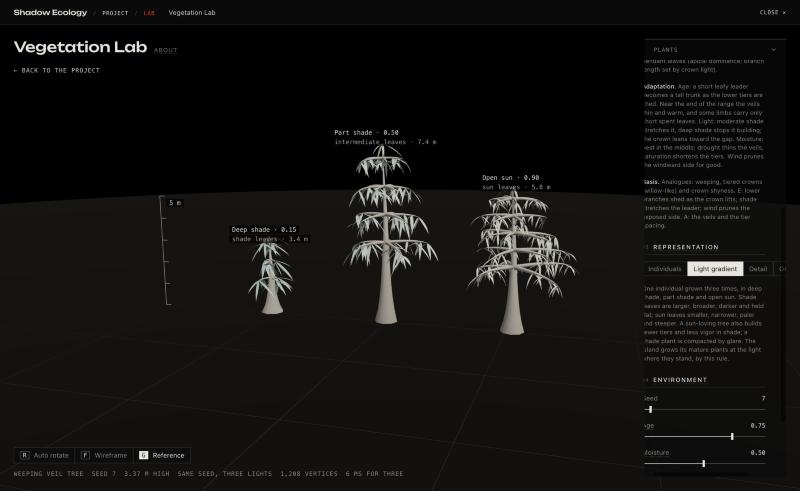 Shadow Ecology / PROJECT / LAB Vegetation Lab
CLOSE ×
Vegetation Lab ABOUT
← BACK TO THE PROJECT
Part shade · 0.50
intermediate leaves · 7.4 m
Open sun · 0.90
sun leaves · 5.8 m
Deep shade · 0.15
shade leaves · 3.4 m
5 m
PLANTS
pendant leaves (apical dominance; branch
length set by crown light).
Adaptation. Age: a short leafy leader
becomes a tall trunk as the lower tiers are
shed. Near the end of the range the veils
thin and warm, and some limbs carry only
short spent leaves. Light: moderate shade
stretches it, deep shade stops it building;
the crown leans toward the gap. Moisture:
best in the middle; drought thins the veils,
saturation shortens the tiers. Wind prunes
the windward side for good.
Basis. Analogues: weeping, tiered crowns
(willow-like) and crown shyness. E: lower
branches shed as the crown lifts; shade
stretches the leader; wind prunes the
exposed side. A: the veils and the tier
spacing.
REPRESENTATION
Individuals Light gradient Detail
One individual grown three times, in deep
shade, part shade and open sun. Shade
leaves are larger, broader, darker and held
flat; sun leaves smaller, narrower, paler
and steeper. A sun-loving tree also builds
fewer tiers and less vigor in shade; a
shade plant is compacted by glare. The
island grows its mature plants at the light
where they stand, by this rule.
ENVIRONMENT
Seed 7
Age 0.75
Moisture 0.50
R Auto rotate F Wireframe G Reference
WEEPING VEIL TREE SEED 7 3.37 M HIGH SAME SEED, THREE LIGHTS 1,208 VERTICES 6 MS FOR THREE